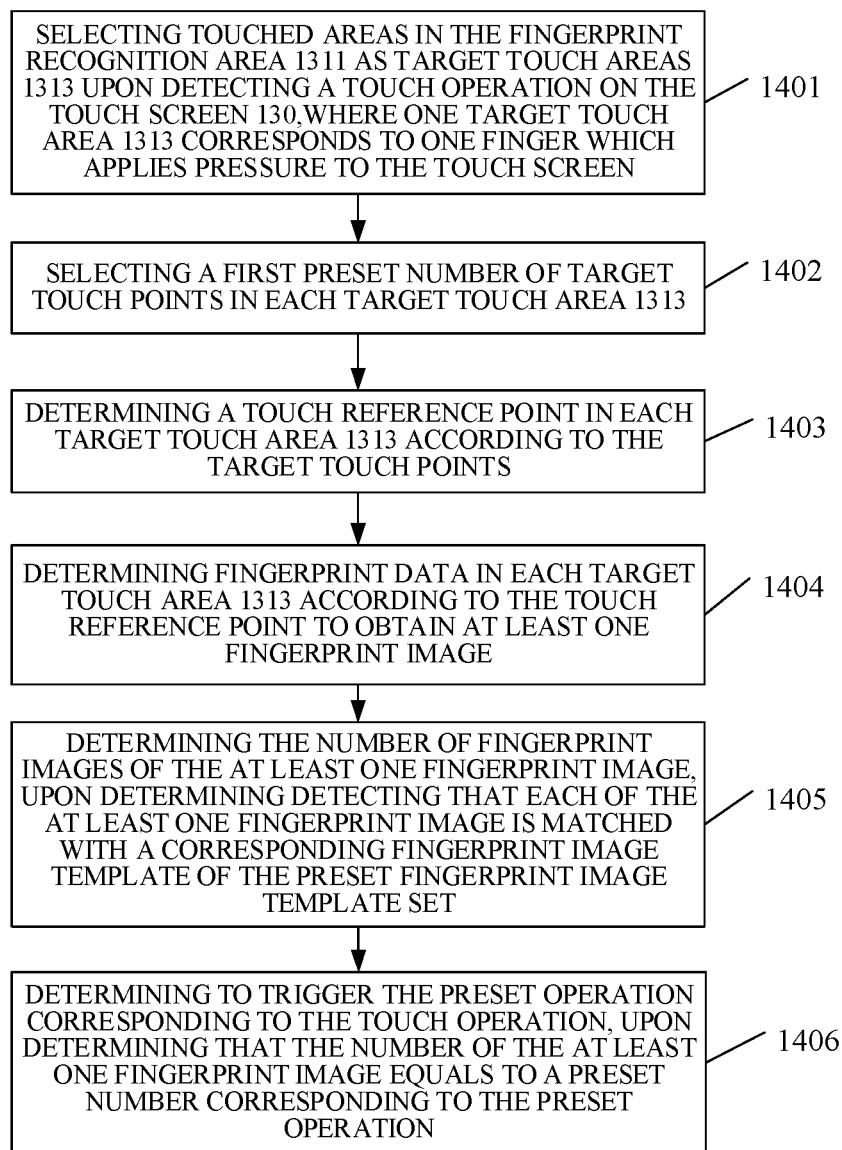 SELECTING TOUCHED AREAS IN THE FINGERPRINT
RECOGNITION AREA 1311 AS TARGET TOUCH AREAS
1313 UPON DETECTING A TOUCH OPERATION ON THE
TOUCH SCREEN 130,WHERE ONE TARGET TOUCH
AREA 1313 CORRESPONDS TO ONE FINGER WHICH
APPLIES PRESSURE TO THE TOUCH SCREEN
1401
SELECTING A FIRST PRESET NUMBER OF TARGET
TOUCH POINTS IN EACH TARGET TOUCH AREA 1313
1402
DETERMINING A TOUCH REFERENCE POINT IN EACH
TARGET TOUCH AREA 1313 ACCORDING TO THE
TARGET TOUCH POINTS
1403
DETERMINING FINGERPRINT DATA IN EACH TARGET
TOUCH AREA 1313 ACCORDING TO THE TOUCH
REFERENCE POINT TO OBTAIN AT LEAST ONE
FINGERPRINT IMAGE
1404
DETERMINING THE NUMBER OF FINGERPRINT
IMAGES OF THE AT LEAST ONE FINGERPRINT IMAGE,
UPON DETERMINING DETECTING THAT EACH OF THE
AT LEAST ONE FINGERPRINT IMAGE IS MATCHED
WITH A CORRESPONDING FINGERPRINT IMAGE
TEMPLATE OF THE PRESET FINGERPRINT IMAGE
TEMPLATE SET
1405
DETERMINING TO TRIGGER THE PRESET OPERATION
CORRESPONDING TO THE TOUCH OPERATION, UPON
DETERMINING THAT THE NUMBER OF THE AT LEAST
ONE FINGERPRINT IMAGE EQUALS TO A PRESET
NUMBER CORRESPONDING TO THE PRESET
OPERATION
1406